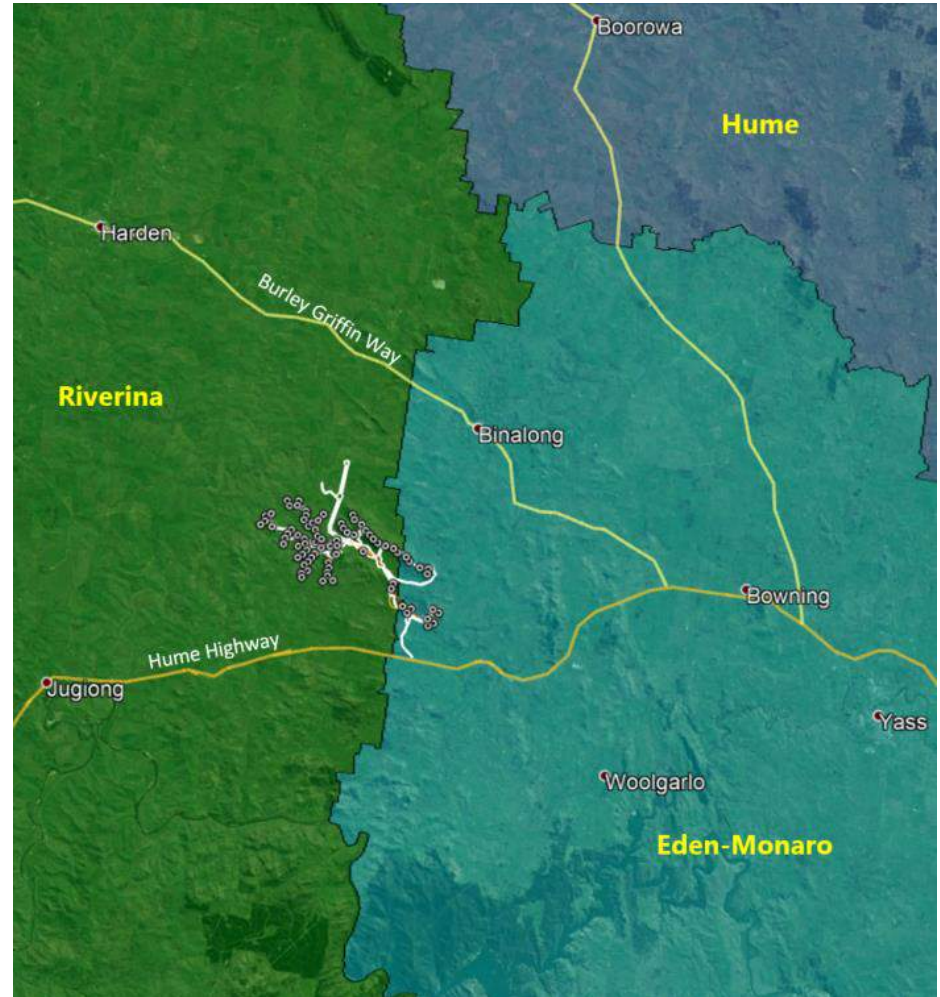 Boorowa
Hume
Harden
Burley Griffin Way
Riverina
Binalong
Bowning
Hume Highway
Jugiong
Yass
Woolgarlo
Eden-Monaro